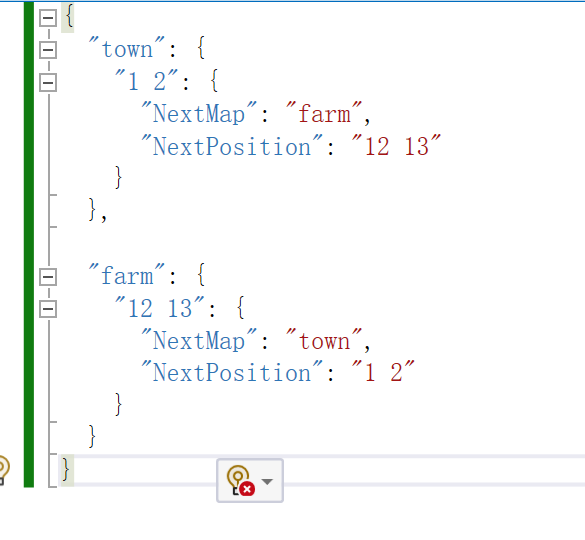 {
"town": {
"1 2": {
"NextMap": "farm",
"NextPosition": "12 13"
}
},
"farm": {
"12 13": {
"NextMap": "town",
"NextPosition": "1 2"
}
}
}